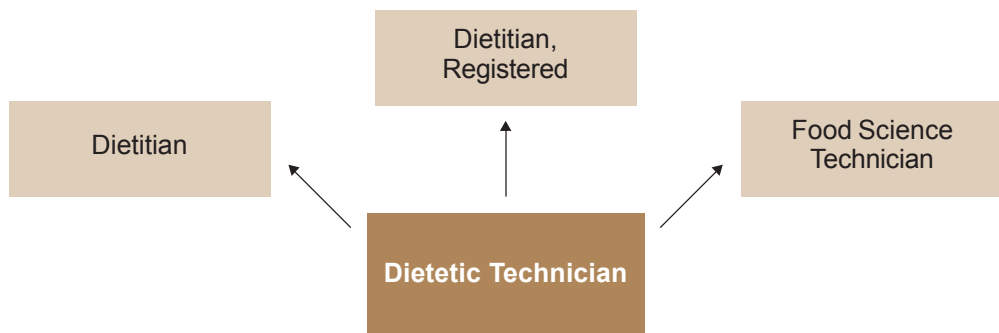 Dietitian,
Registered
Dietitian
Food Science
Technician
Dietetic Technician